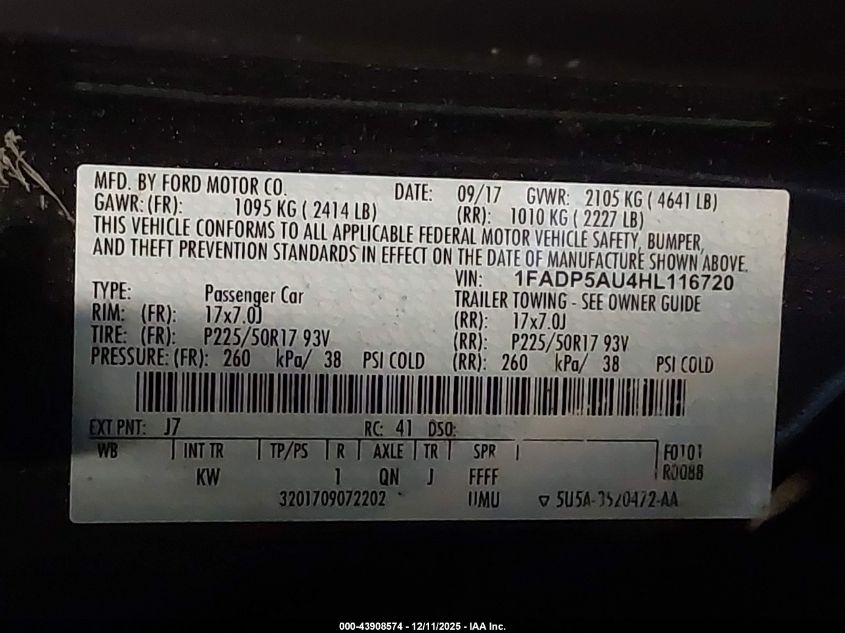 MFD. BY FORD MOTOR CO. DATE: 09/17 GVWR: 2105 KG ( 4641 LB)
GAWR: (FR): 1095 KG ( 2414 LB) (RR): 1010 KG ( 2227 LB)
THIS VEHICLE CONFORMS TO ALL APPLICABLE FEDERAL MOTOR VEHICLE SAFETY, BUMPER,
AND THEFT PREVENTION STANDARDS IN EFFECT ON THE DATE OF MANUFACTURE SHOWN ABOVE.
VIN: 1FADP5AU4HL116720
TYPE: Passenger Car TRAILER TOWING - SEE OWNER GUIDE
RIM: (FR): 17x7.0J (RR): 17x7.0J
TIRE: (FR): P225/50R17 93V (RR): P225/50R17 93V
PRESSURE: (FR): 260 kPa/ 38 PSI COLD (RR): 260 kPa/ 38 PSI COLD
EXT PNT: J7 RC: 41 DSO:
WB INT TR TP/PS R AXLE TR SPR F0101
KW 1 QN J FFFF R0088
3201709072202 UMU ▽ 5U5A-3520472-AA
000-43908574 - 12/11/2025 - IAA Inc.